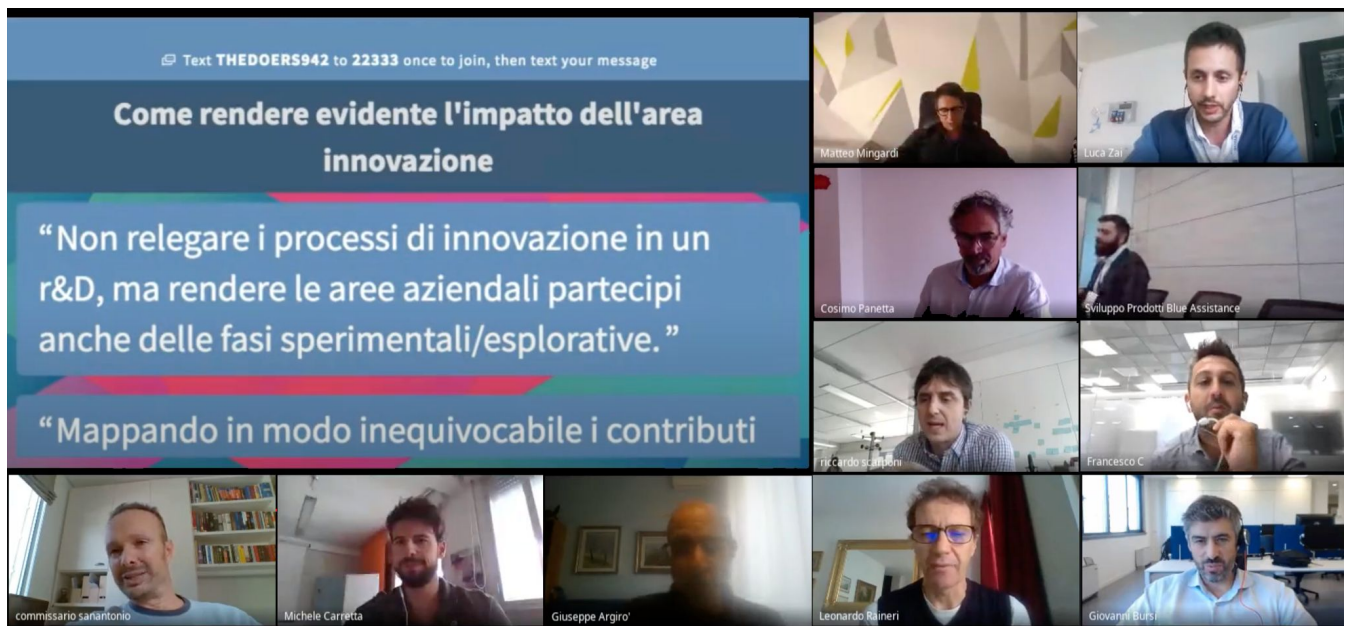 Text THEDOERS942 to 22333 once to join, then text your message
Come rendere evidente l'impatto dell'area
innovazione
“Non relegare i processi di innovazione in un
r&D, ma rendere le aree aziendali partecipi
anche delle fasi sperimentali/esplorative.”
“Mappando in modo inequivocabile i contributi
Matteo Mingardi
Luca Zai
Cosimo Panetta
Sviluppo Prodotti Blue Assistance
riccardo scarponi
Francesco C
commissario sanantonio
Michele Carretta
Giuseppe Argiro'
Leonardo Raineri
Giovanni Bursi